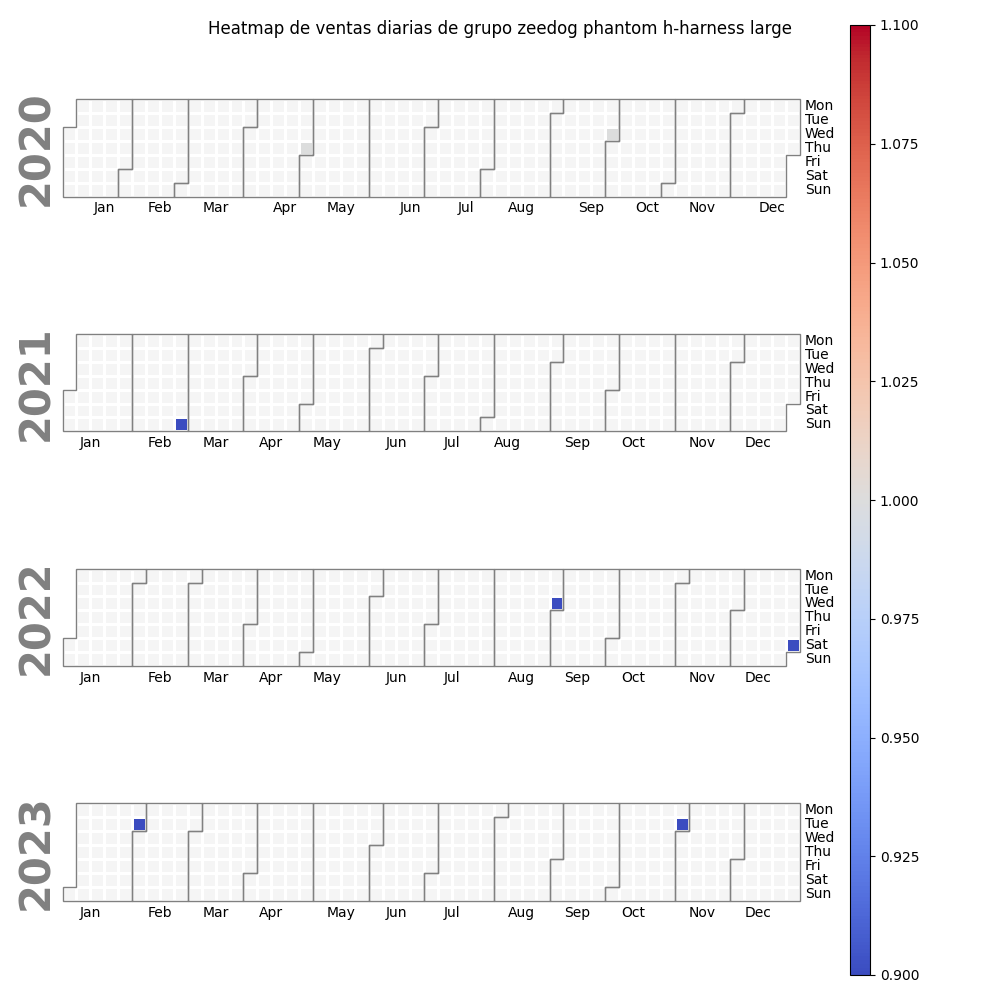 Heatmap de ventas diarias de grupo zeedog phantom h-harness large
2020
Mon
Tue
Wed
Thu
Fri
Sat
Sun
Jan Feb Mar Apr May Jun Jul Aug Sep Oct Nov Dec
2021
Mon
Tue
Wed
Thu
Fri
Sat
Sun
Jan Feb Mar Apr May Jun Jul Aug Sep Oct Nov Dec
2022
Mon
Tue
Wed
Thu
Fri
Sat
Sun
Jan Feb Mar Apr May Jun Jul Aug Sep Oct Nov Dec
2023
Mon
Tue
Wed
Thu
Fri
Sat
Sun
Jan Feb Mar Apr May Jun Jul Aug Sep Oct Nov Dec
1.100
1.075
1.050
1.025
1.000
0.975
0.950
0.925
0.900